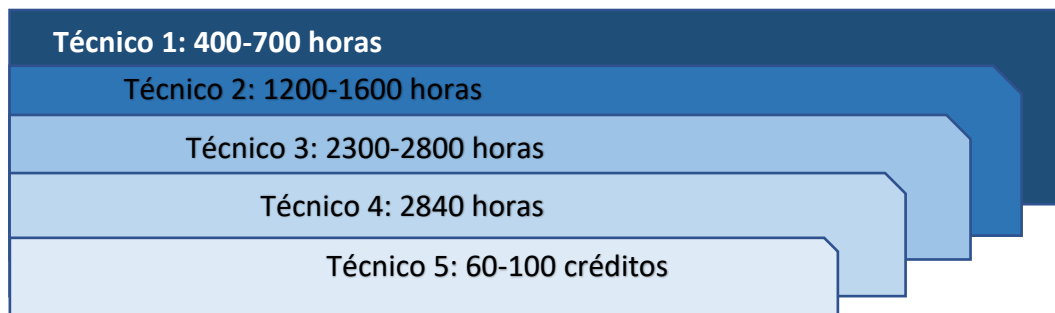 Técnico 1: 400-700 horas
Técnico 2: 1200-1600 horas
Técnico 3: 2300-2800 horas
Técnico 4: 2840 horas
Técnico 5: 60-100 créditos